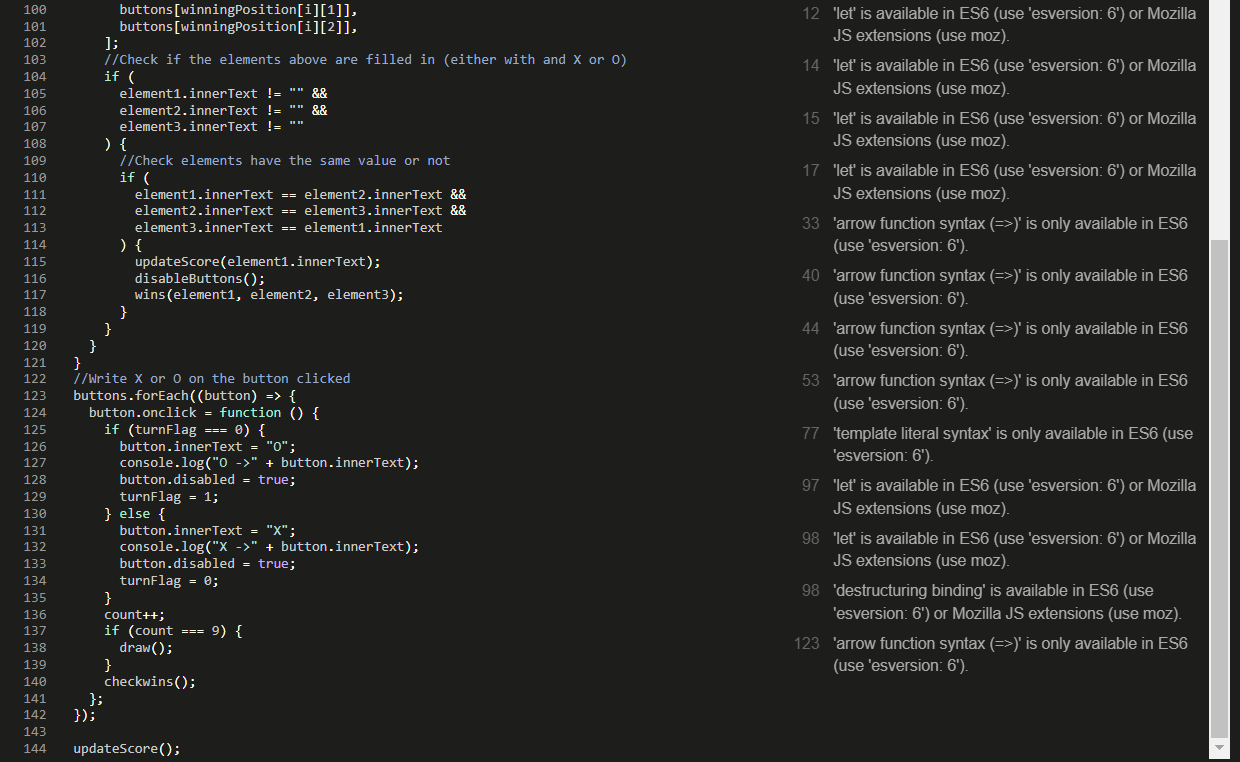 100 buttons[winningPosition[i][1]],
101 buttons[winningPosition[i][2]],
102 ];
103 //Check if the elements above are filled in (either with and X or O)
104 if (
105 element1.innerText != "" &&
106 element2.innerText != "" &&
107 element3.innerText != ""
108 ) {
109 //Check elements have the same value or not
110 if (
111 element1.innerText == element2.innerText &&
112 element2.innerText == element3.innerText &&
113 element3.innerText == element1.innerText
114 ) {
115 updateScore(element1.innerText);
116 disableButtons();
117 wins(element1, element2, element3);
118 }
119 }
120 }
121 }
122 //Write X or O on the button clicked
123 buttons.forEach((button) => {
124 button.onclick = function () {
125 if (turnFlag === 0) {
126 button.innerText = "O";
127 console.log("O ->" + button.innerText);
128 button.disabled = true;
129 turnFlag = 1;
130 } else {
131 button.innerText = "X";
132 console.log("X ->" + button.innerText);
133 button.disabled = true;
134 turnFlag = 0;
135 }
136 count++;
137 if (count === 9) {
138 draw();
139 }
140 checkwins();
141 };
142 });
143
144 updateScore();
12 'let' is available in ES6 (use 'esversion: 6') or Mozilla
JS extensions (use moz).
14 'let' is available in ES6 (use 'esversion: 6') or Mozilla
JS extensions (use moz).
15 'let' is available in ES6 (use 'esversion: 6') or Mozilla
JS extensions (use moz).
17 'let' is available in ES6 (use 'esversion: 6') or Mozilla
JS extensions (use moz).
33 'arrow function syntax (=>)' is only available in ES6
(use 'esversion: 6').
40 'arrow function syntax (=>)' is only available in ES6
(use 'esversion: 6').
44 'arrow function syntax (=>)' is only available in ES6
(use 'esversion: 6').
53 'arrow function syntax (=>)' is only available in ES6
(use 'esversion: 6').
77 'template literal syntax' is only available in ES6 (use
'esversion: 6').
97 'let' is available in ES6 (use 'esversion: 6') or Mozilla
JS extensions (use moz).
98 'let' is available in ES6 (use 'esversion: 6') or Mozilla
JS extensions (use moz).
98 'destructuring binding' is available in ES6 (use
'esversion: 6') or Mozilla JS extensions (use moz).
123 'arrow function syntax (=>)' is only available in ES6
(use 'esversion: 6').